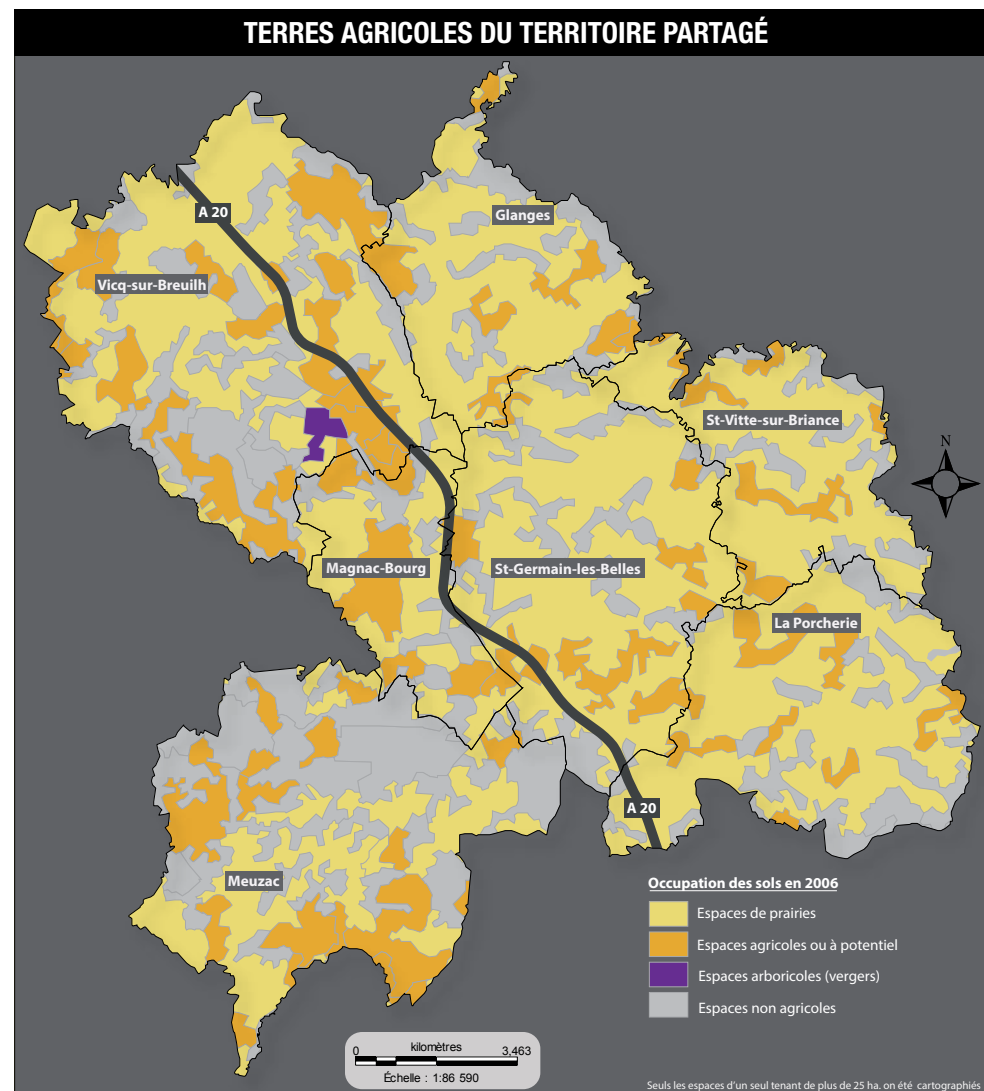 TERRES AGRICOLES DU TERRITOIRE PARTAGÉ
A 20
Glanges
Vicq-sur-Breuilh
St-Vitte-sur-Briance
N
Magnac-Bourg
St-Germain-les-Belles
La Porcherie
A 20
Meuzac
Occupation des sols en 2006
Espaces de prairies
Espaces agricoles ou à potentiel
Espaces arboricoles (vergers)
Espaces non agricoles
kilomètres
0 3,463
Échelle : 1:86 590
Seuls les espaces d'un seul tenant de plus de 25 ha. on été cartographiés